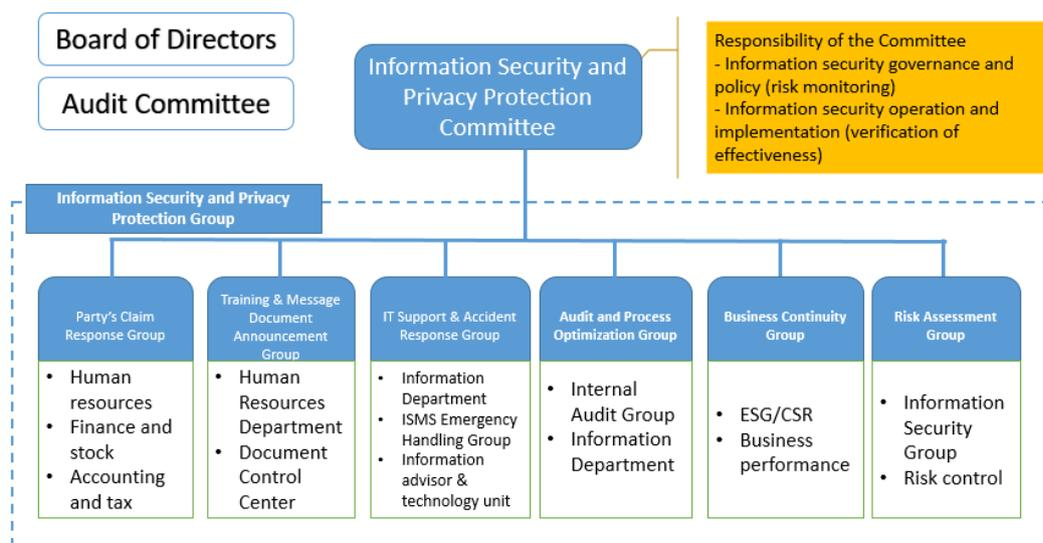 Board of Directors
Audit Committee
Information Security and
Privacy Protection
Committee
Responsibility of the Committee
- Information security governance and
policy (risk monitoring)
- Information security operation and
implementation (verification of
effectiveness)
Information Security and Privacy
Protection Group
Party's Claim
Response Group
• Human
resources
• Finance and
stock
• Accounting
and tax
Training & Message
Document
Announcement
Group
• Human
Resources
Department
• Document
Control
Center
IT Support & Accident
Response Group
• Information
Department
• ISMS Emergency
Handling Group
• Information
advisor &
technology unit
Audit and Process
Optimization Group
• Internal
Audit Group
• Information
Department
Business Continuity
Group
• ESG/CSR
• Business
performance
Risk Assessment
Group
• Information
Security
Group
• Risk control